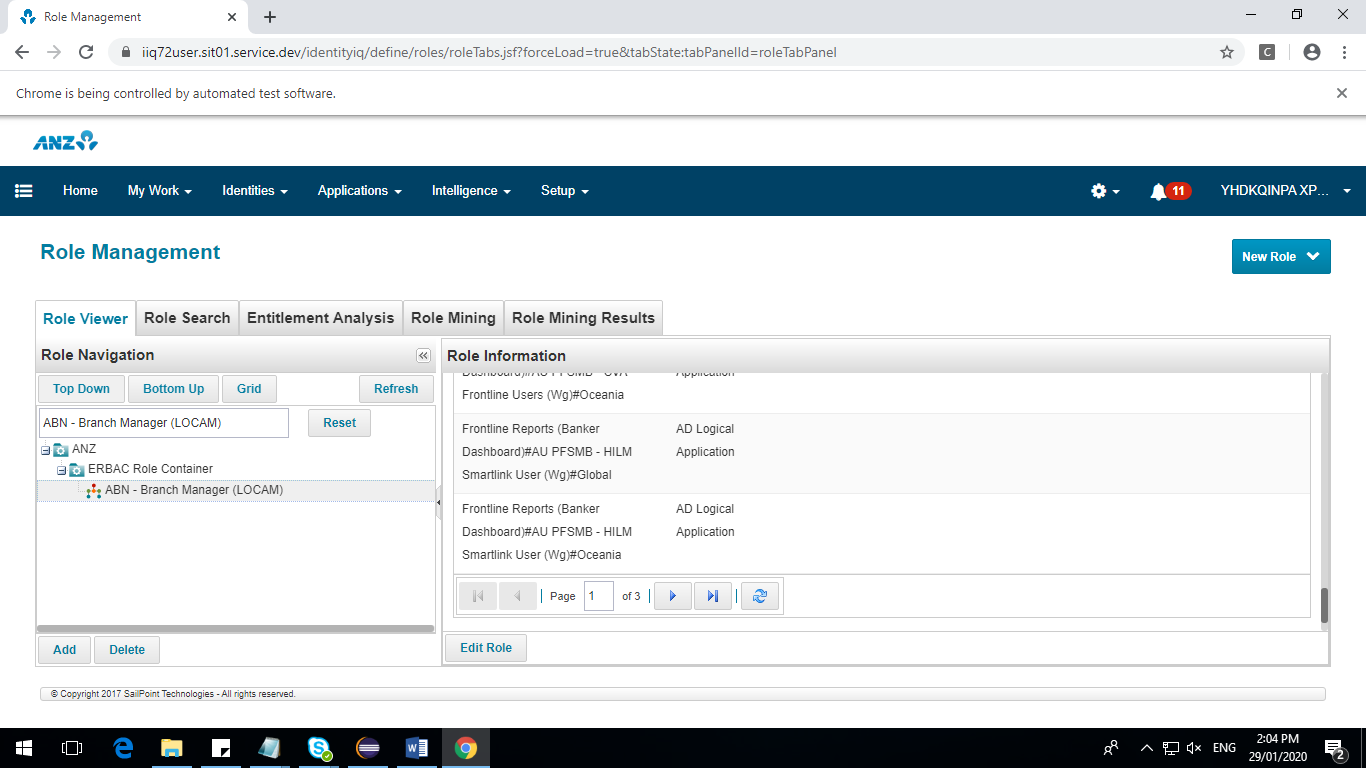 Role Management
iiq72user.sit01.service.dev/identityiq/define/roles/roleTabs.jsf?forceLoad=true&tabState:tabPanelId=roleTabPanel
C
Chrome is being controlled by automated test software.
ANZ
Home
My Work
Identities
Applications
Intelligence
Setup
11
YHDKQINPA XP...
Role Management
New Role
Role Viewer
Role Search
Entitlement Analysis
Role Mining
Role Mining Results
Role Navigation
Top Down
Bottom Up
Grid
Refresh
ABN - Branch Manager (LOCAM)
Reset
ANZ
ERBAC Role Container
ABN - Branch Manager (LOCAM)
Add
Delete
Role Information
Dashboard)#AU PFSMB - CVA
Application
Frontline Users (Wg)#Oceania
Frontline Reports (Banker
AD Logical
Dashboard)#AU PFSMB - HILM
Application
Smartlink User (Wg)#Global
Frontline Reports (Banker
AD Logical
Dashboard)#AU PFSMB - HILM
Application
Smartlink User (Wg)#Oceania
Page 1 of 3
Edit Role
© Copyright 2017 SailPoint Technologies - All rights reserved.
ENG
2:04 PM
29/01/2020
2